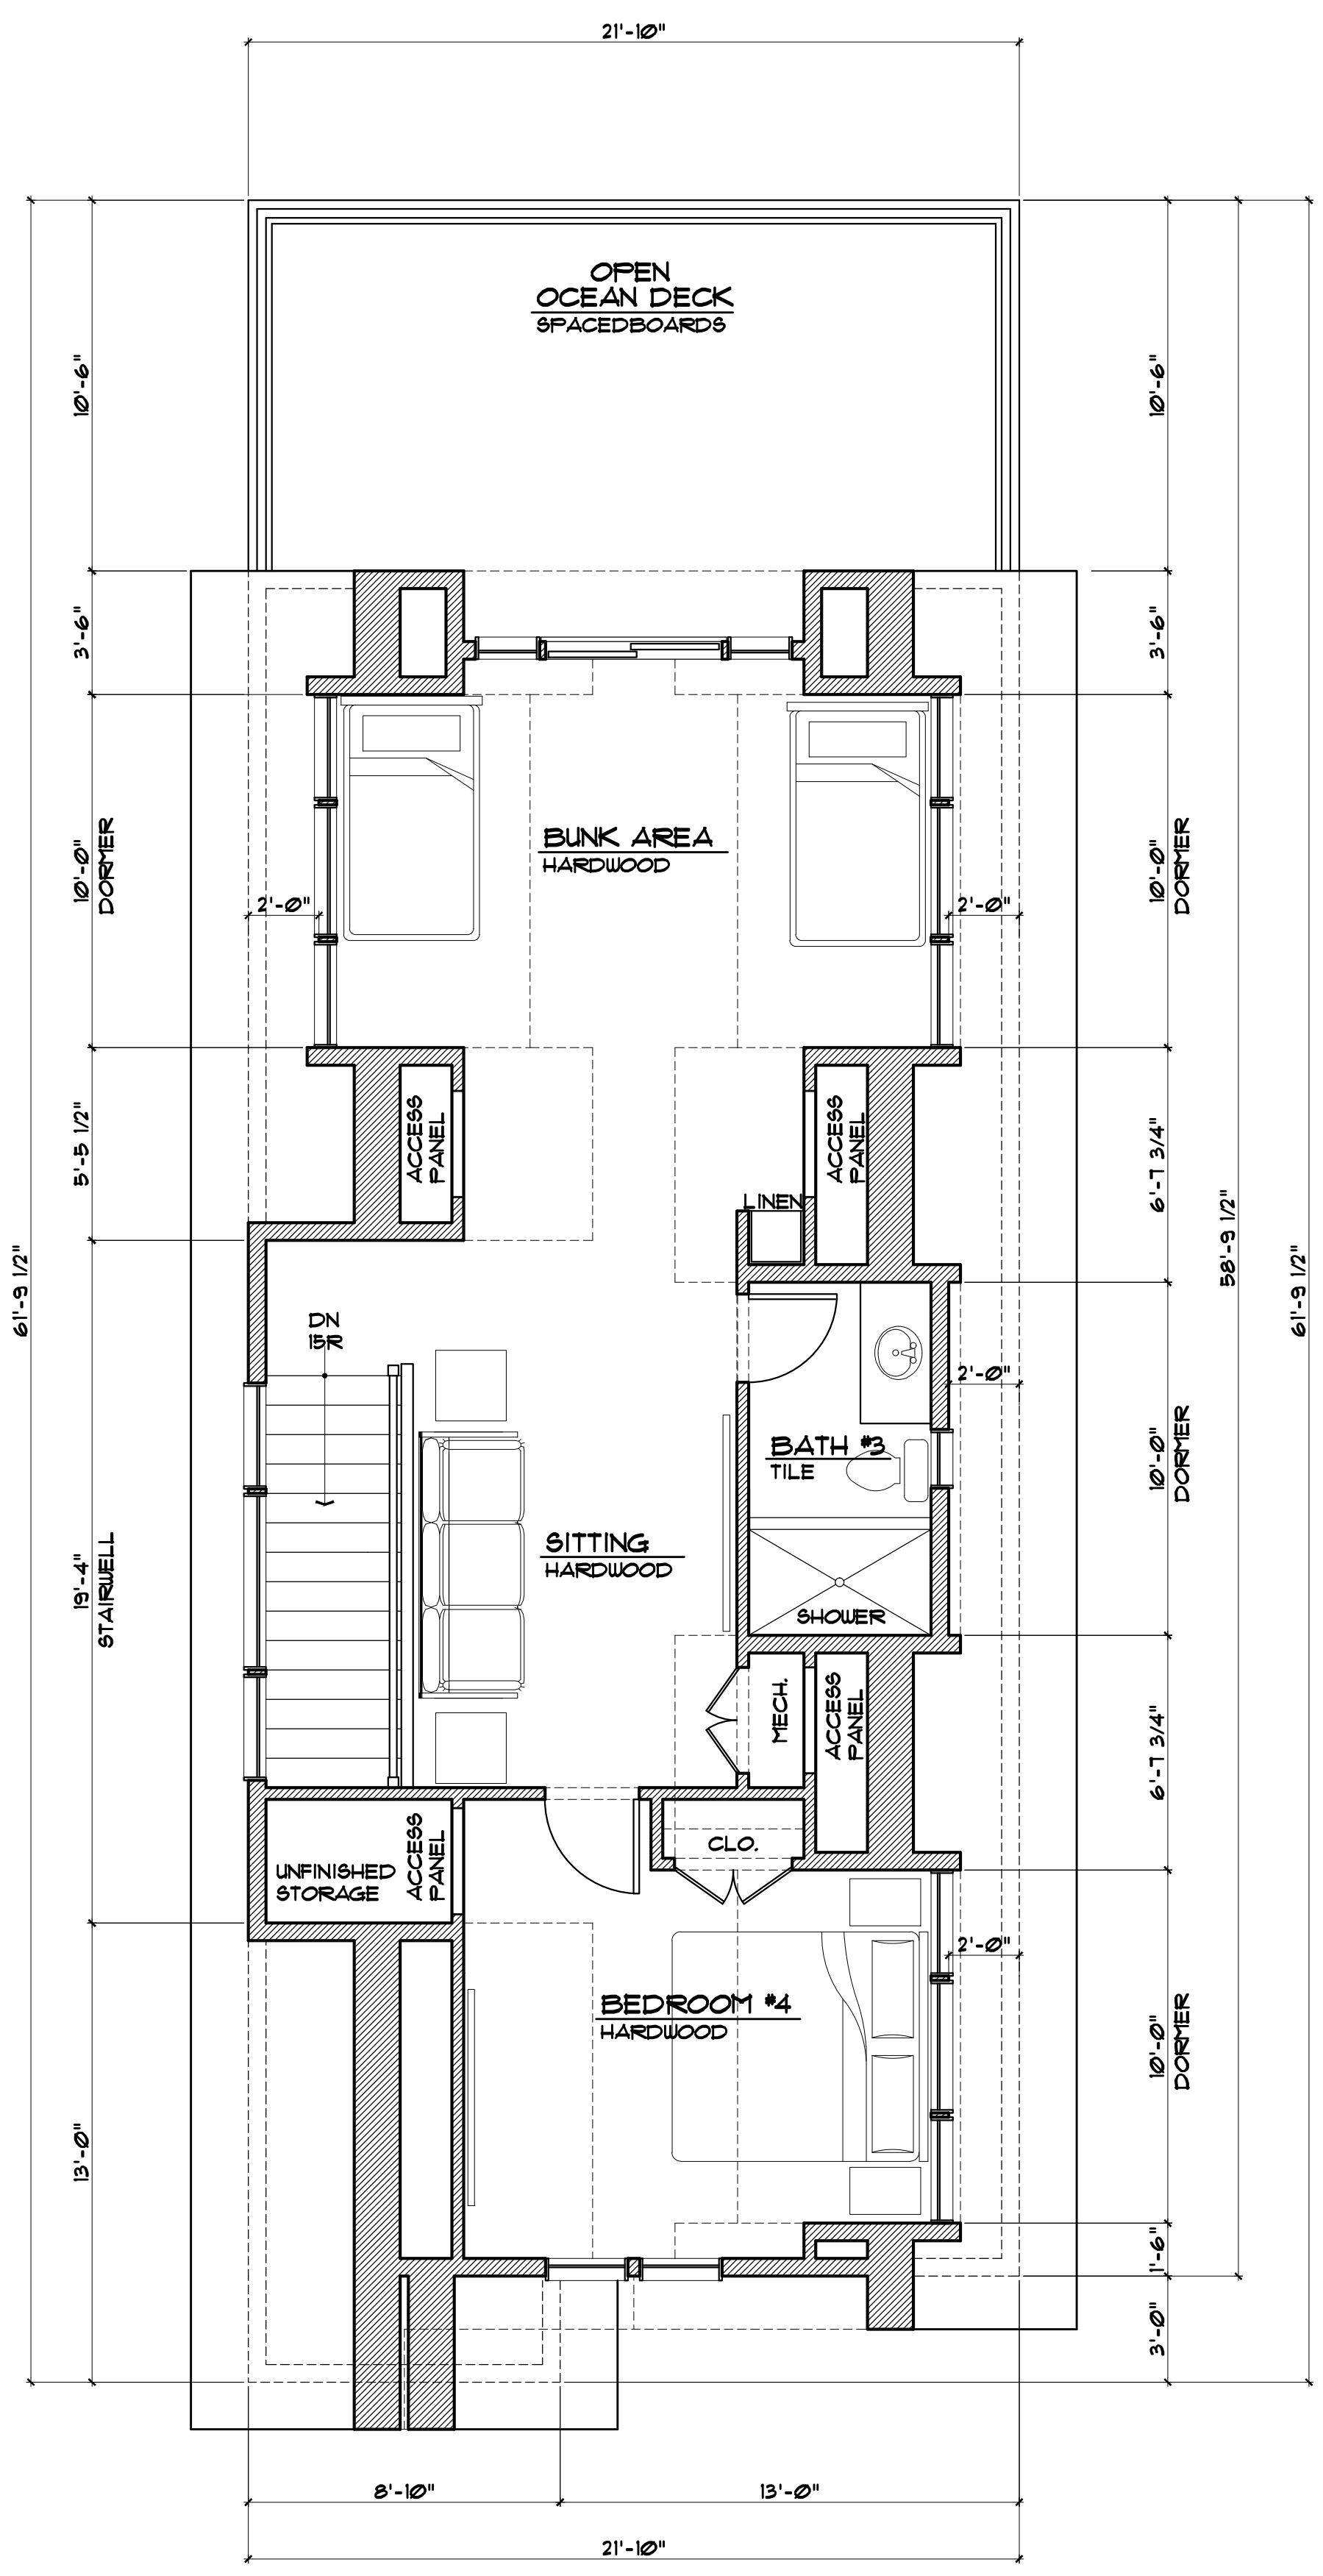 21'-10"
OPEN
OCEAN DECK
SPACEDBOARDS
10'-6"
10'-6"
3'-6"
3'-6"
BUNK AREA
HARDWOOD
10'-0"
DORMER
2'-0"
2'-0"
10'-0"
DORMER
5'-5 1/2"
ACCESS
PANEL
ACCESS
PANEL
6'-7 3/4"
LINEN
61'-9 1/2"
58'-9 1/2"
61'-9 1/2"
DN
15R
2'-0"
BATH #3
TILE
10'-0"
DORMER
SITTING
HARDWOOD
19'-4"
STAIRWELL
SHOWER
MECH.
ACCESS
PANEL
6'-7 3/4"
CLO.
UNFINISHED
STORAGE
ACCESS
PANEL
2'-0"
BEDROOM #4
HARDWOOD
10'-0"
DORMER
13'-0"
1'-6"
3'-0"
8'-10"
13'-0"
21'-10"